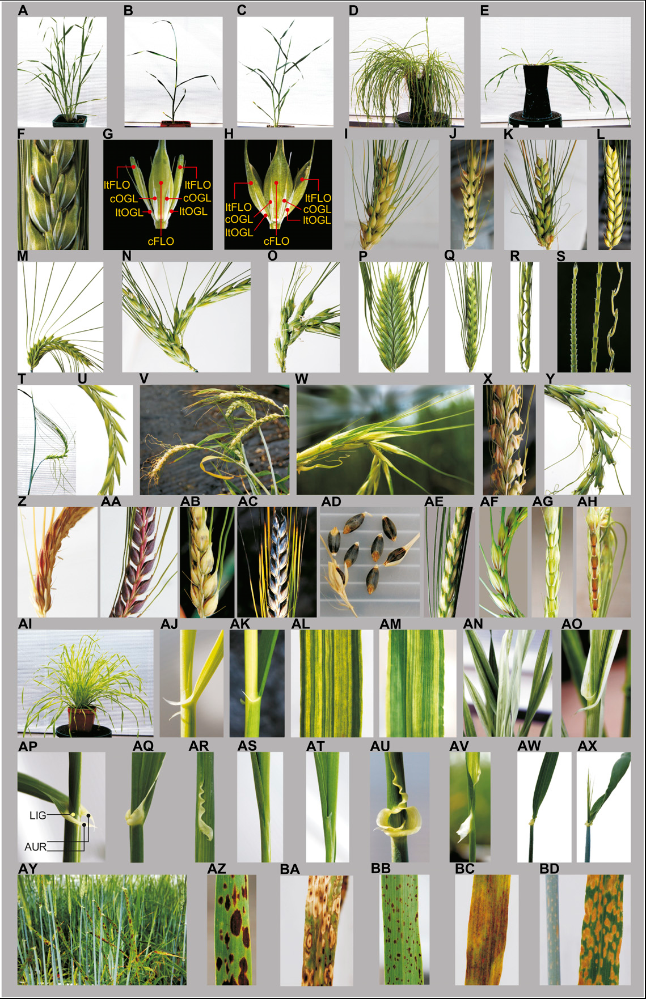 A B C D E
F G H I J K L
ltFLO ltFLO
cOGL cOGL
ltOGL ltOGL
cFLO
ltFLO ltFLO
cOGL cOGL
ltOGL ltOGL
cFLO
M N O P Q R S
T U V W X Y
Z AA AB AC AD AE AF AG AH
AI AJ AK AL AM AN AO
AP AQ AR AS AT AU AV AW AX
LIG
AUR
AY AZ BA BB BC BD